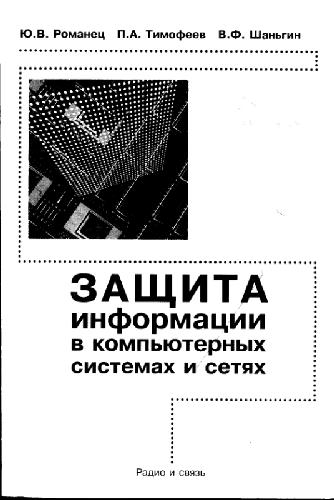 Ю.В. Романец П.А. Тимофеев В.Ф. Шаньгин
ЗАЩИТА
информации
в компьютерных
системах и сетях
Радио и связь